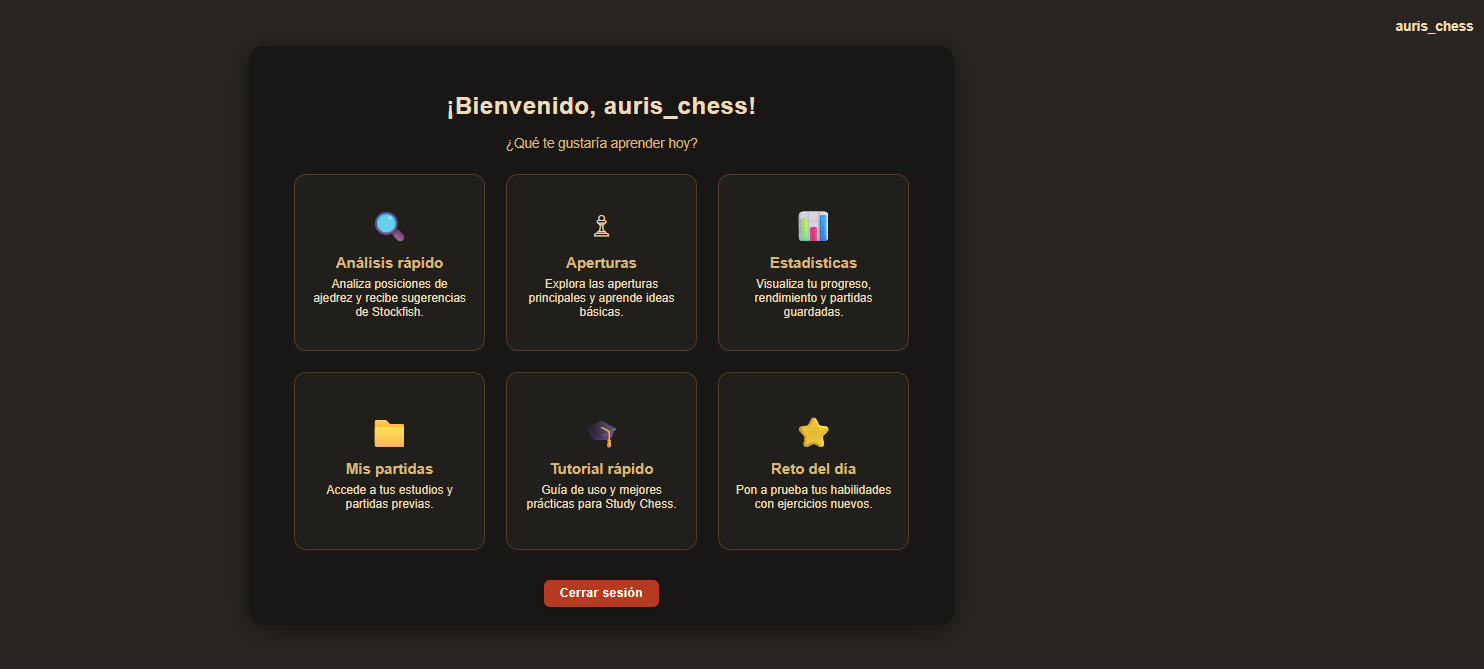 auris_chess
¡Bienvenido, auris_chess!
¿Qué te gustaría aprender hoy?
Análisis rápido
Analiza posiciones de
ajedrez y recibe sugerencias
de Stockfish.
Aperturas
Explora las aperturas
principales y aprende ideas
básicas.
Estadísticas
Visualiza tu progreso,
rendimiento y partidas
guardadas.
Mis partidas
Accede a tus estudios y
partidas previas.
Tutorial rápido
Guía de uso y mejores
prácticas para Study Chess.
Reto del día
Pon a prueba tus habilidades
con ejercicios nuevos.
Cerrar sesión